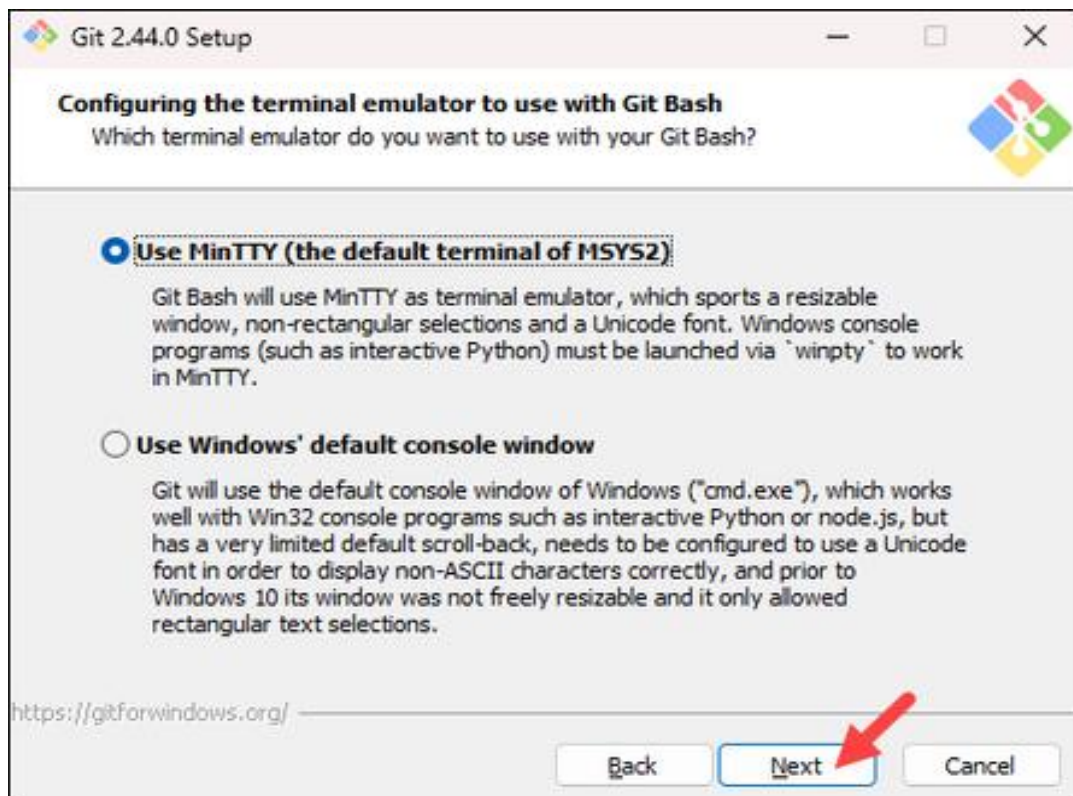 Git 2.44.0 Setup
Configuring the terminal emulator to use with Git Bash
Which terminal emulator do you want to use with your Git Bash?
Use MinTTY (the default terminal of MSYS2)
Git Bash will use MinTTY as terminal emulator, which sports a resizable
window, non-rectangular selections and a Unicode font. Windows console
programs (such as interactive Python) must be launched via `winpty` to work
in MinTTY.
Use Windows' default console window
Git will use the default console window of Windows ("cmd.exe"), which works
well with Win32 console programs such as interactive Python or node.js, but
has a very limited default scroll-back, needs to be configured to use a Unicode
font in order to display non-ASCII characters correctly, and prior to
Windows 10 its window was not freely resizable and it only allowed
rectangular text selections.
https://gitforwindows.org/
Back Next Cancel